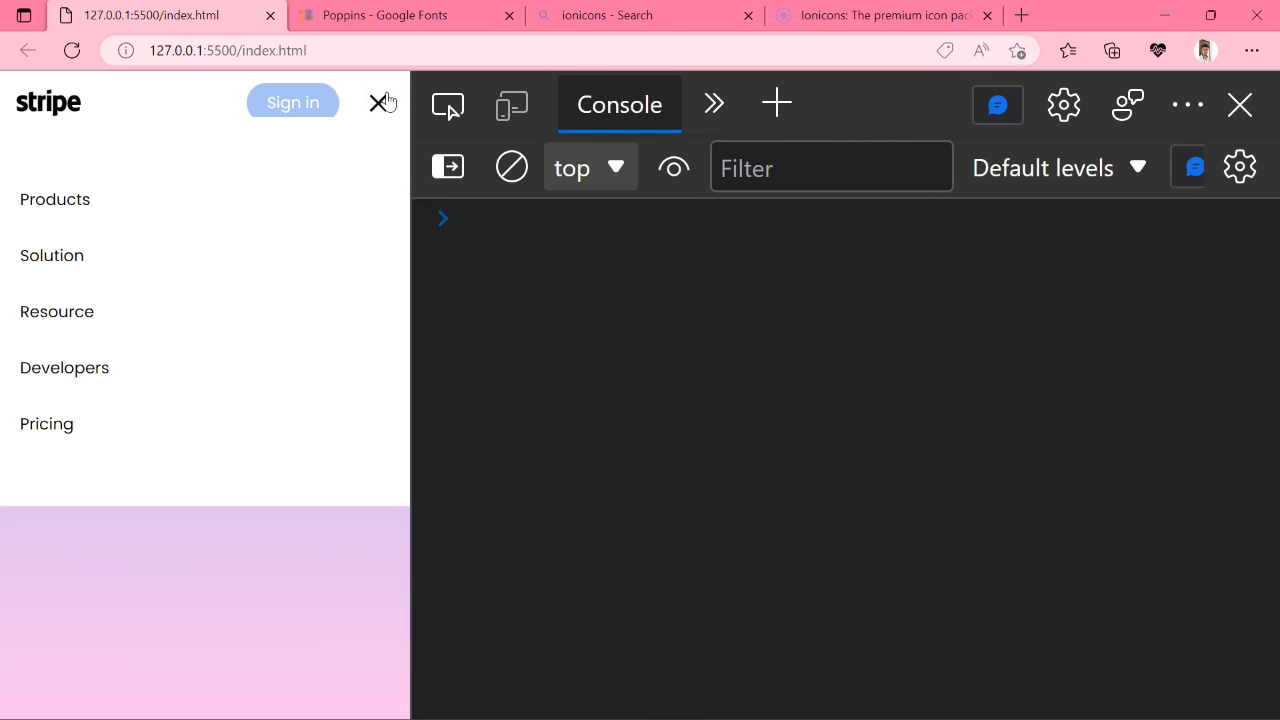 127.0.0.1:5500/index.html
Poppins - Google Fonts
ionicons - Search
Ionicons: The premium icon pac
127.0.0.1:5500/index.html
stripe
Sign in
Console
top
Filter
Default levels
Products
Solution
Resource
Developers
Pricing